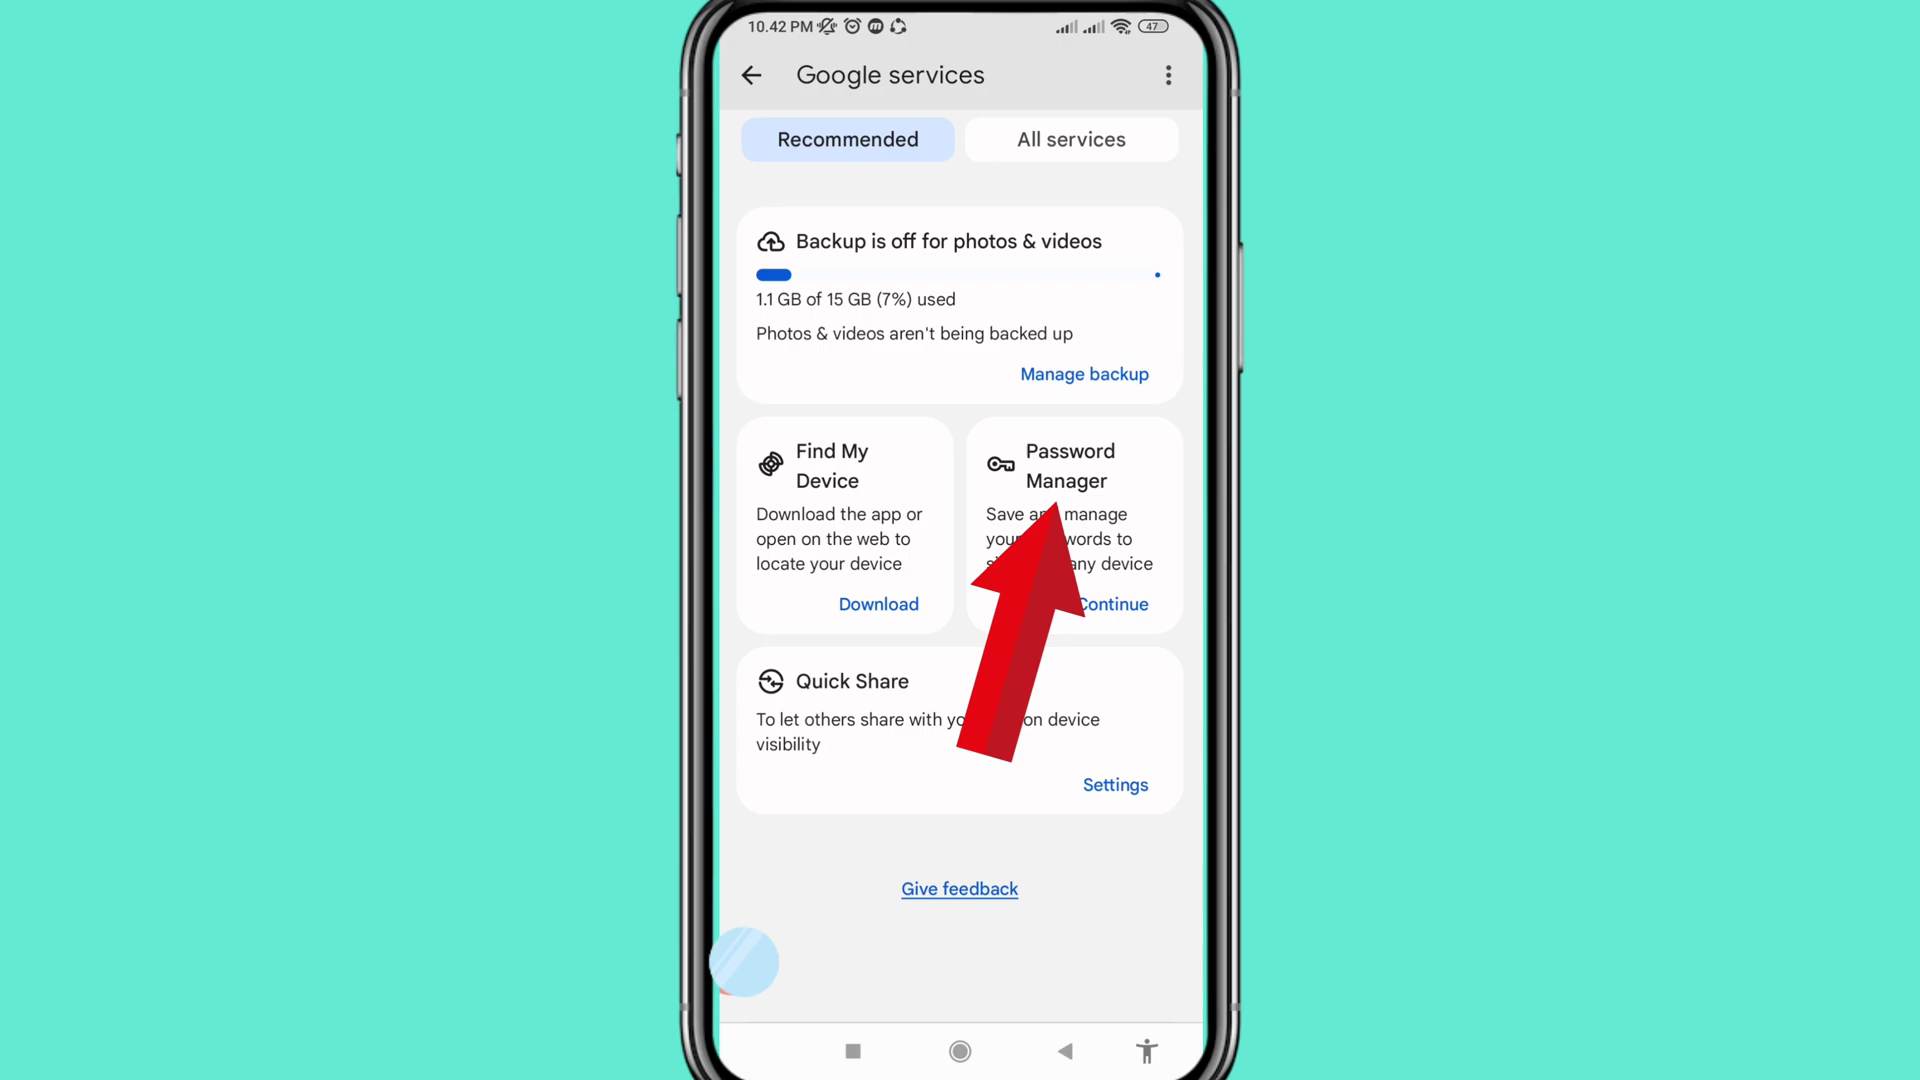 10.42 PM
47
Google services
Recommended
All services
Backup is off for photos & videos
1.1 GB of 15 GB (7%) used
Photos & videos aren't being backed up
Manage backup
Find My
Device
Download the app or
open on the web to
locate your device
Download
Password
Manager
Save manage
to
any device
Continue
Quick Share
To let others share with on device
visibility
Settings
Give feedback